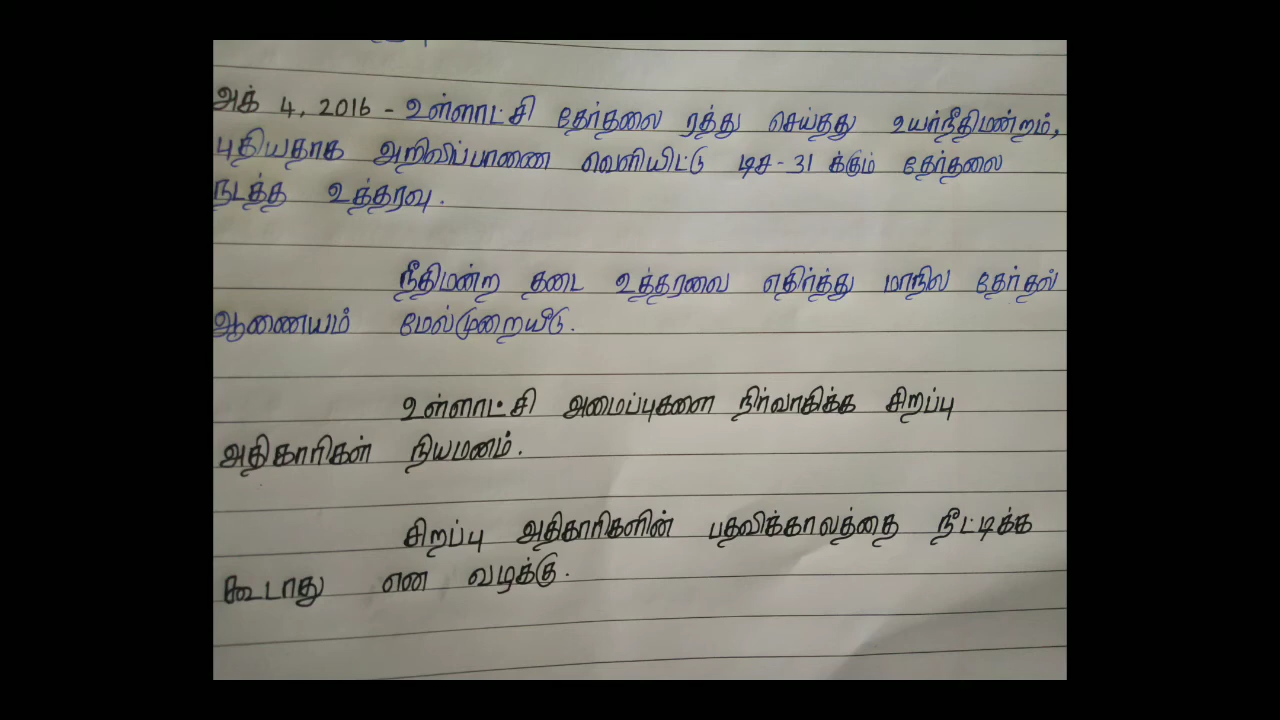 அக் 4, 2016 - உள்ளாட்சி தேர்தலை ரத்து செய்தது உயர்நீதிமன்றம்,
புதியதாக அறிவிப்பாணை வெளியிட்டு டிச - 31 க்கும் தேர்தலை
நடத்த உத்தரவு.
நீதிமன்ற தடை உத்தரவை எதிர்த்து மாநில தேர்தல்
ஆணையம் மேல்முறையீடு.
உள்ளாட்சி அமைப்புகளை நிர்வாகிக்க சிறப்பு
அதிகாரிகள் நியமனம்.
சிறப்பு அதிகாரிகளின் பதவிக்காலத்தை நீட்டிக்க
கூடாது என வழக்கு.